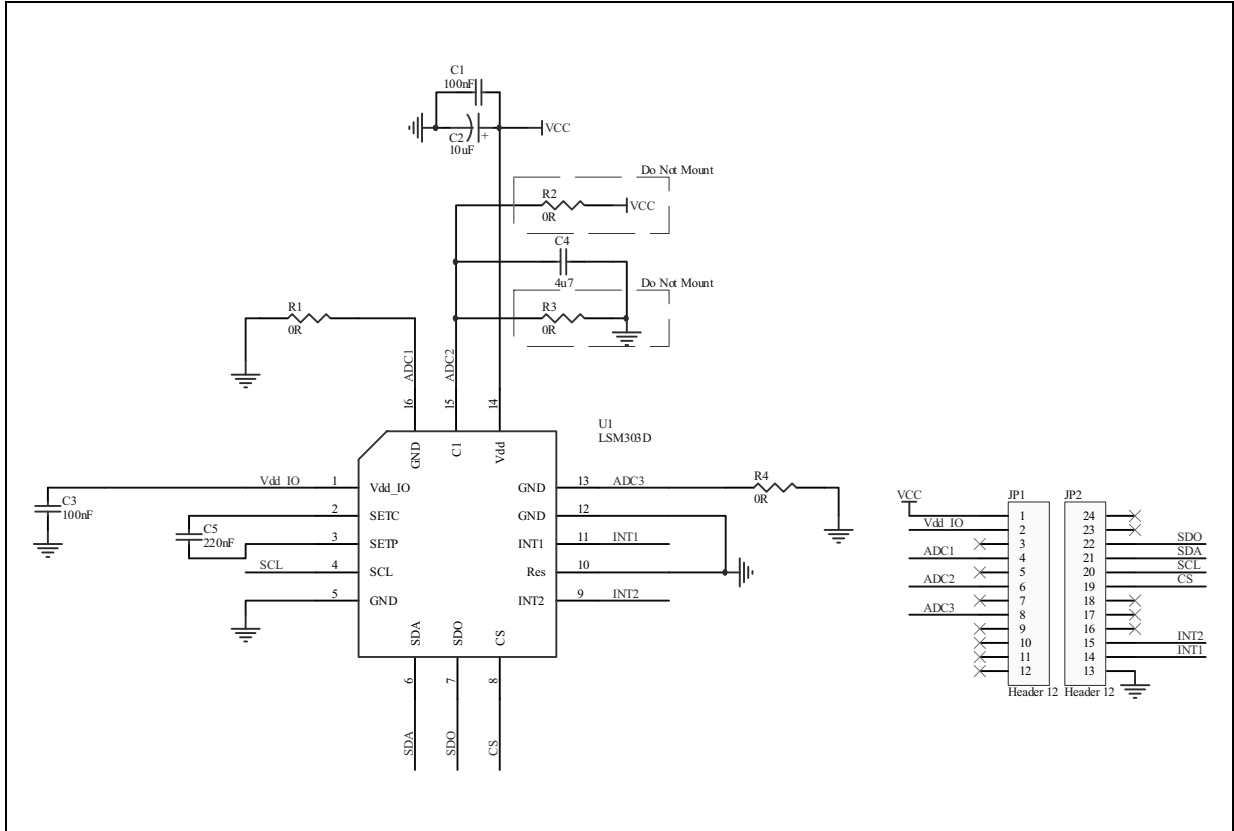 C1
100nF
C2
10uF
+
VCC
Do Not Mount
R2
0R
VCC
C4
4u7
Do Not Mount
R3
0R
R1
0R
ADC1
ADC2
16
15
14
U1
LSM303D
GND
C1
Vdd
Vdd_IO
1
Vdd_IO
C3
100nF
2
SETC
C5
220nF
3
SETP
SCL
4
SCL
5
GND
GND
13
ADC3
R4
0R
GND
12
INT1
11
INT1
Res
10
INT2
9
INT2
SDA
SDO
CS
6
7
8
SDA
SDO
CS
VCC
Vdd IO
ADC1
ADC2
ADC3
JP1
1
2
3
4
5
6
7
8
9
10
11
12
Header 12
JP2
24
23
22
21
20
19
18
17
16
15
14
13
Header 12
SDO
SDA
SCL
CS
INT2
INT1